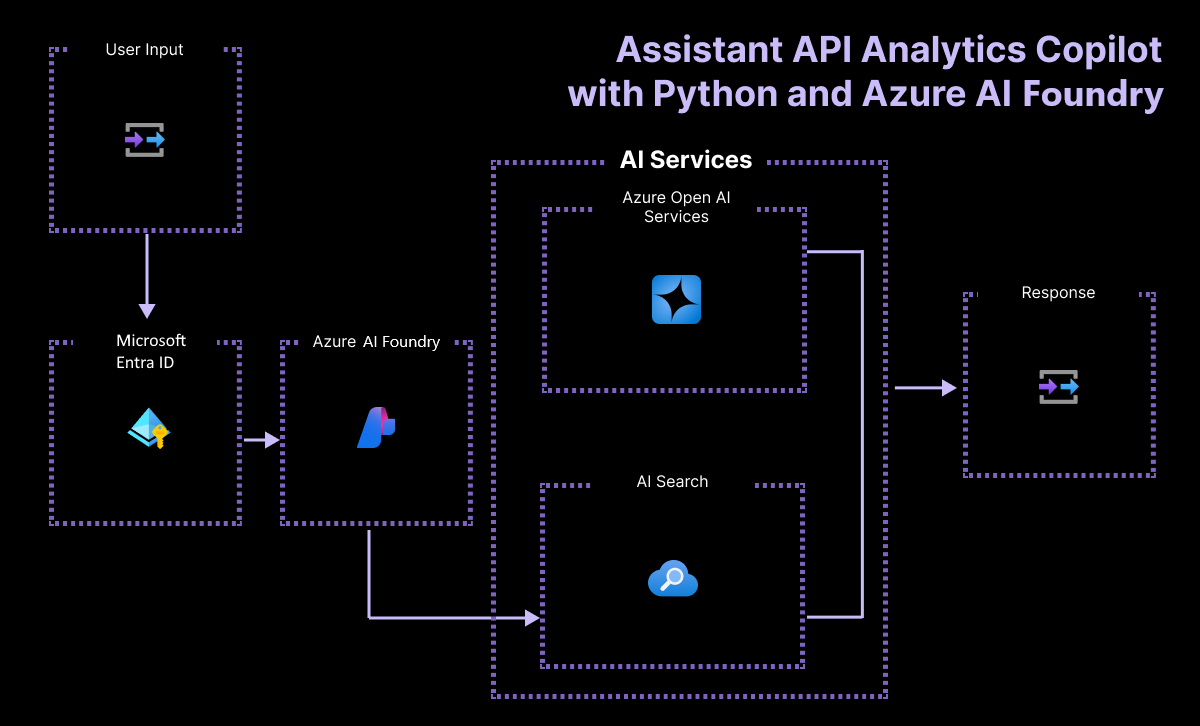 Assistant API Analytics Copilot
with Python and Azure AI Foundry
User Input
Microsoft
Entra ID
Azure AI Foundry
AI Services
Azure Open AI
Services
AI Search
Response